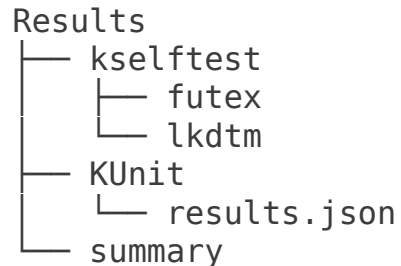 Results
├── kselftest
│   ├── futex
│   └── lkdtm
├── KUnit
│   └── results.json
└── summary